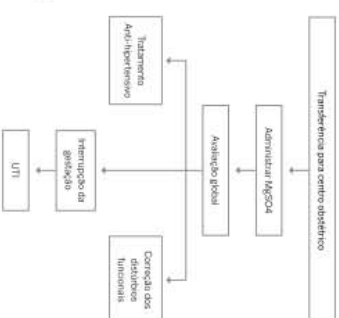 Transferência para centro obstétrico
Administrar MgSO4
Avaliação global
Tratamento
Anti-hipertensivo
Interrupção da
gestação
Correção dos
distúrbios
funcionais
UTI